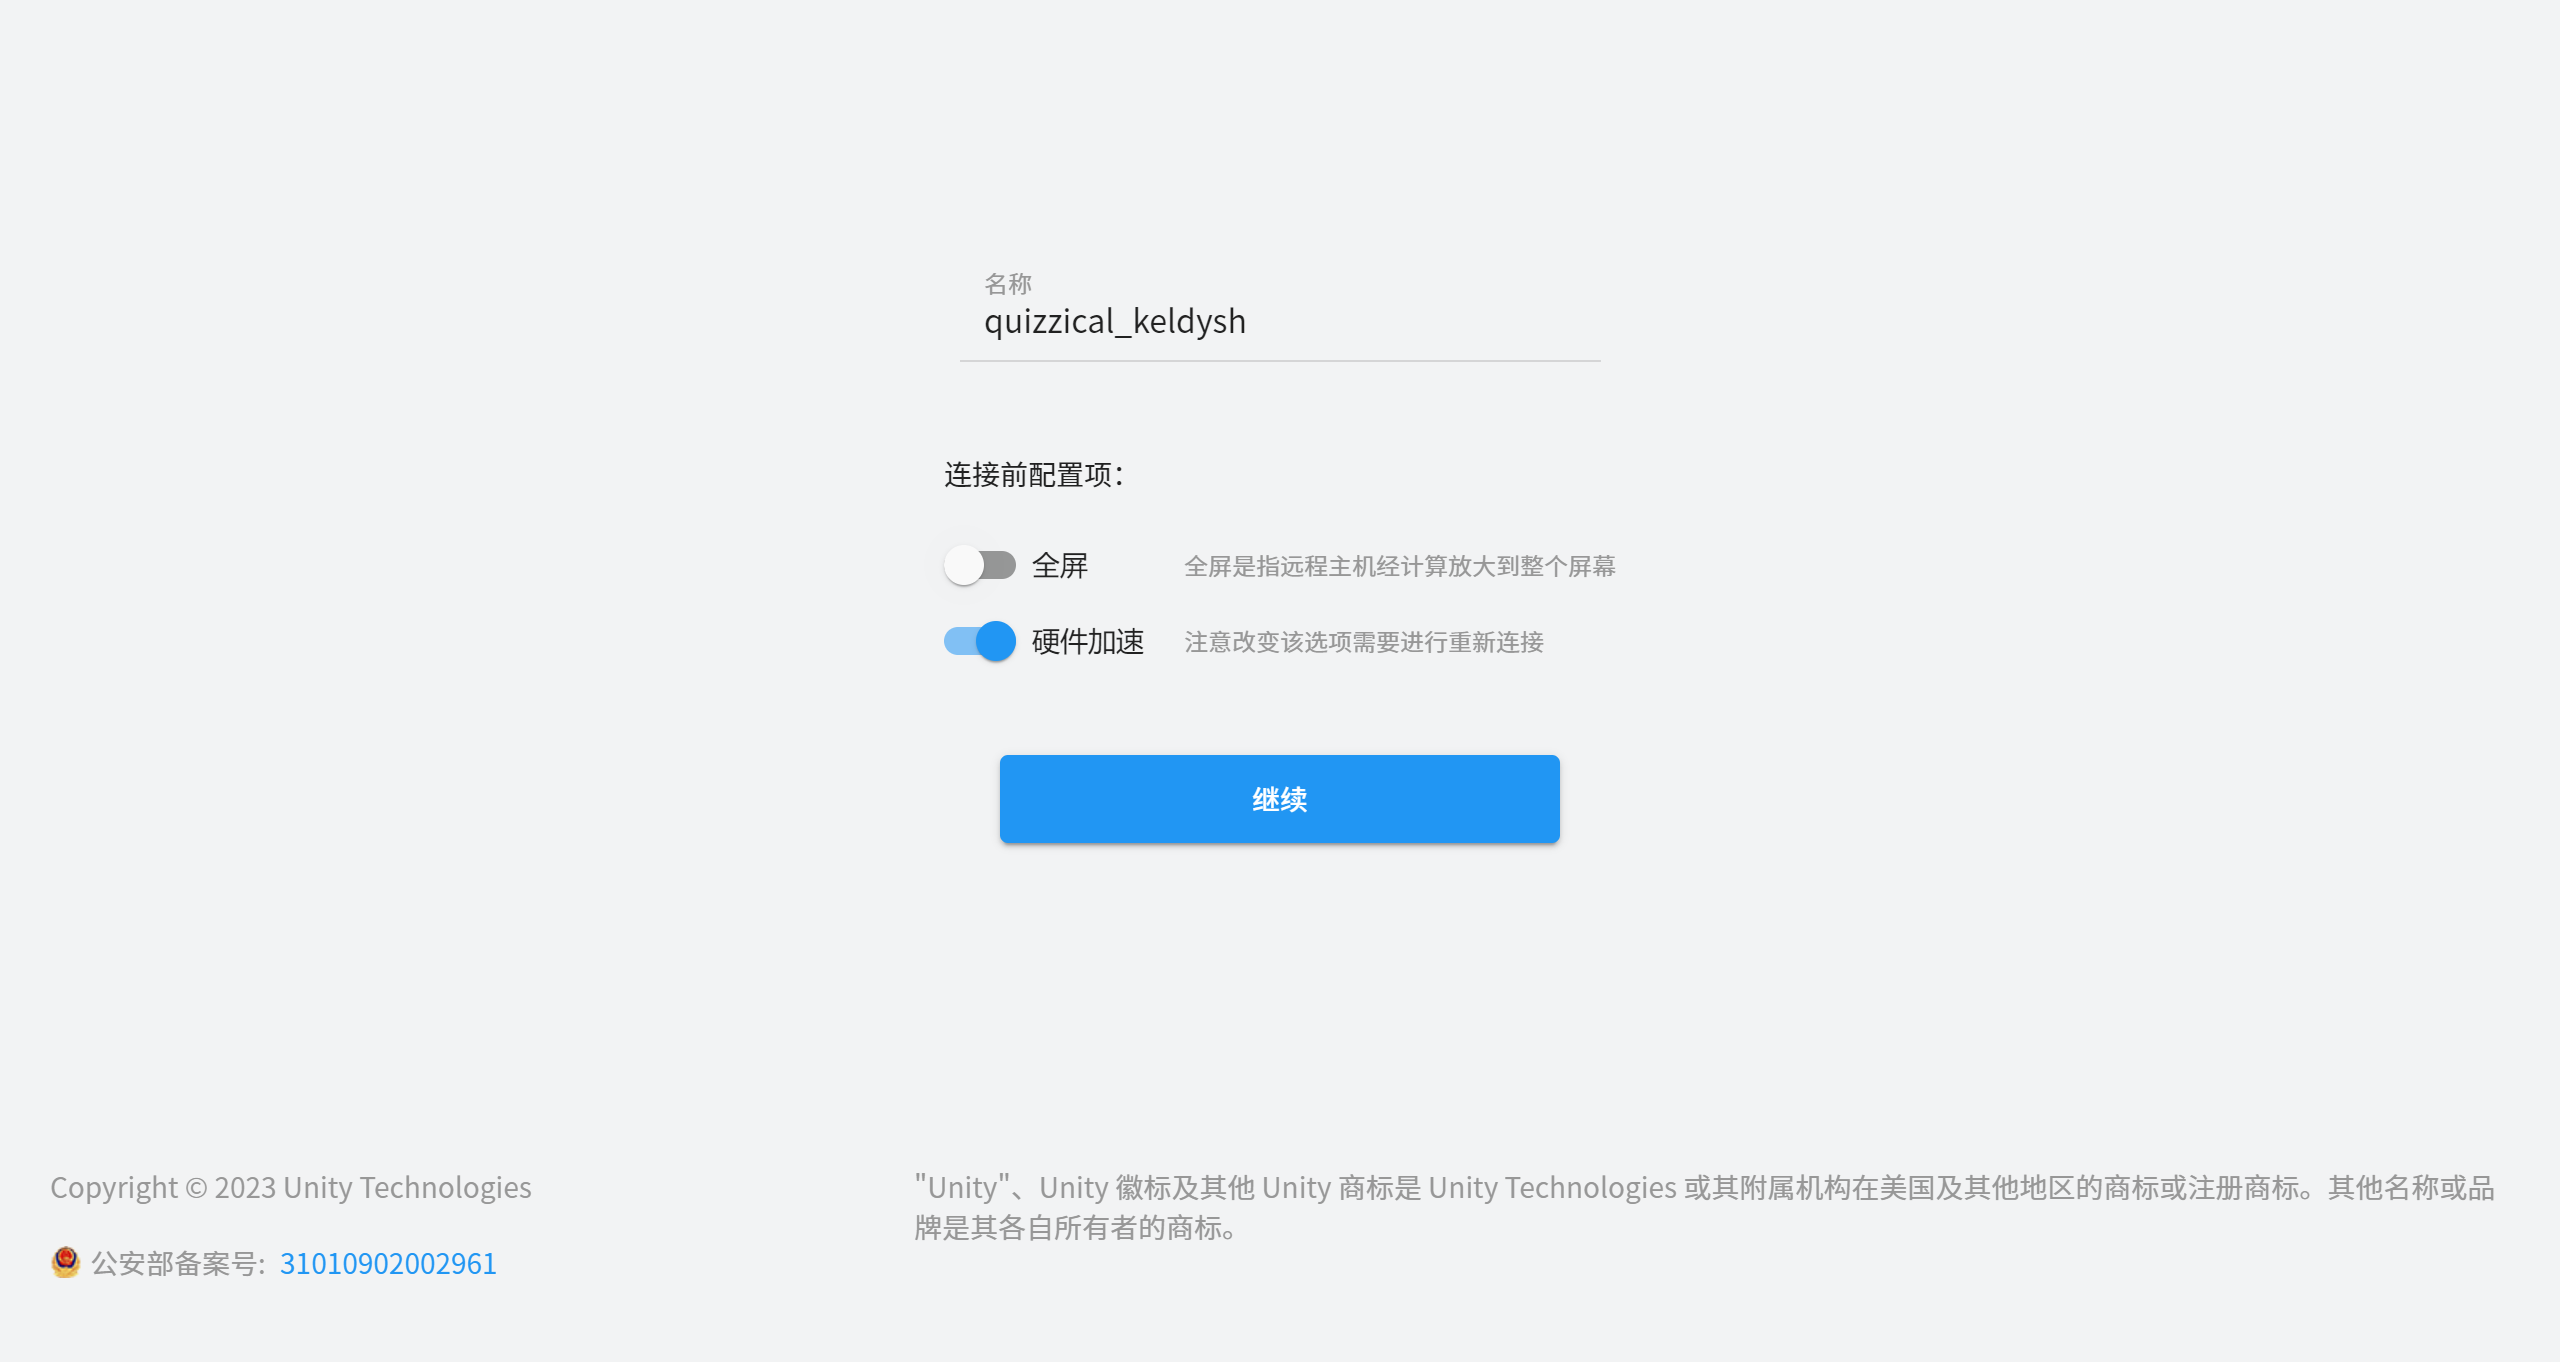 名称
quizzical_keldysh
连接前配置项：
全屏 全屏是指远程主机经计算放大到整个屏幕
硬件加速 注意改变该选项需要进行重新连接
继续
Copyright © 2023 Unity Technologies
公安部备案号: 31010902002961
"Unity"、Unity 徽标及其他 Unity 商标是 Unity Technologies 或其附属机构在美国及其他地区的商标或注册商标。其他名称或品
牌是其各自所有者的商标。